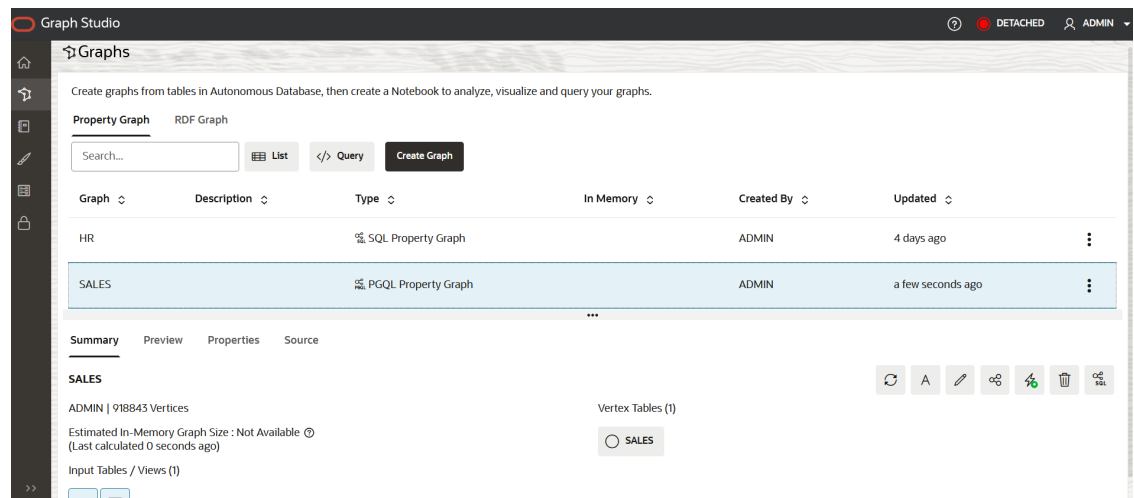 Graph Studio
DETACHED
ADMIN
Graphs
Create graphs from tables in Autonomous Database, then create a Notebook to analyze, visualize and query your graphs.
Property Graph RDF Graph
Search... List </> Query Create Graph
Graph Description Type In Memory Created By Updated
HR SQL Property Graph ADMIN 4 days ago
SALES PGQL Property Graph ADMIN a few seconds ago
Summary Preview Properties Source
SALES
A
SQL
ADMIN | 918843 Vertices
Vertex Tables (1)
Estimated In-Memory Graph Size : Not Available
(Last calculated 0 seconds ago)
SALES
Input Tables / Views (1)